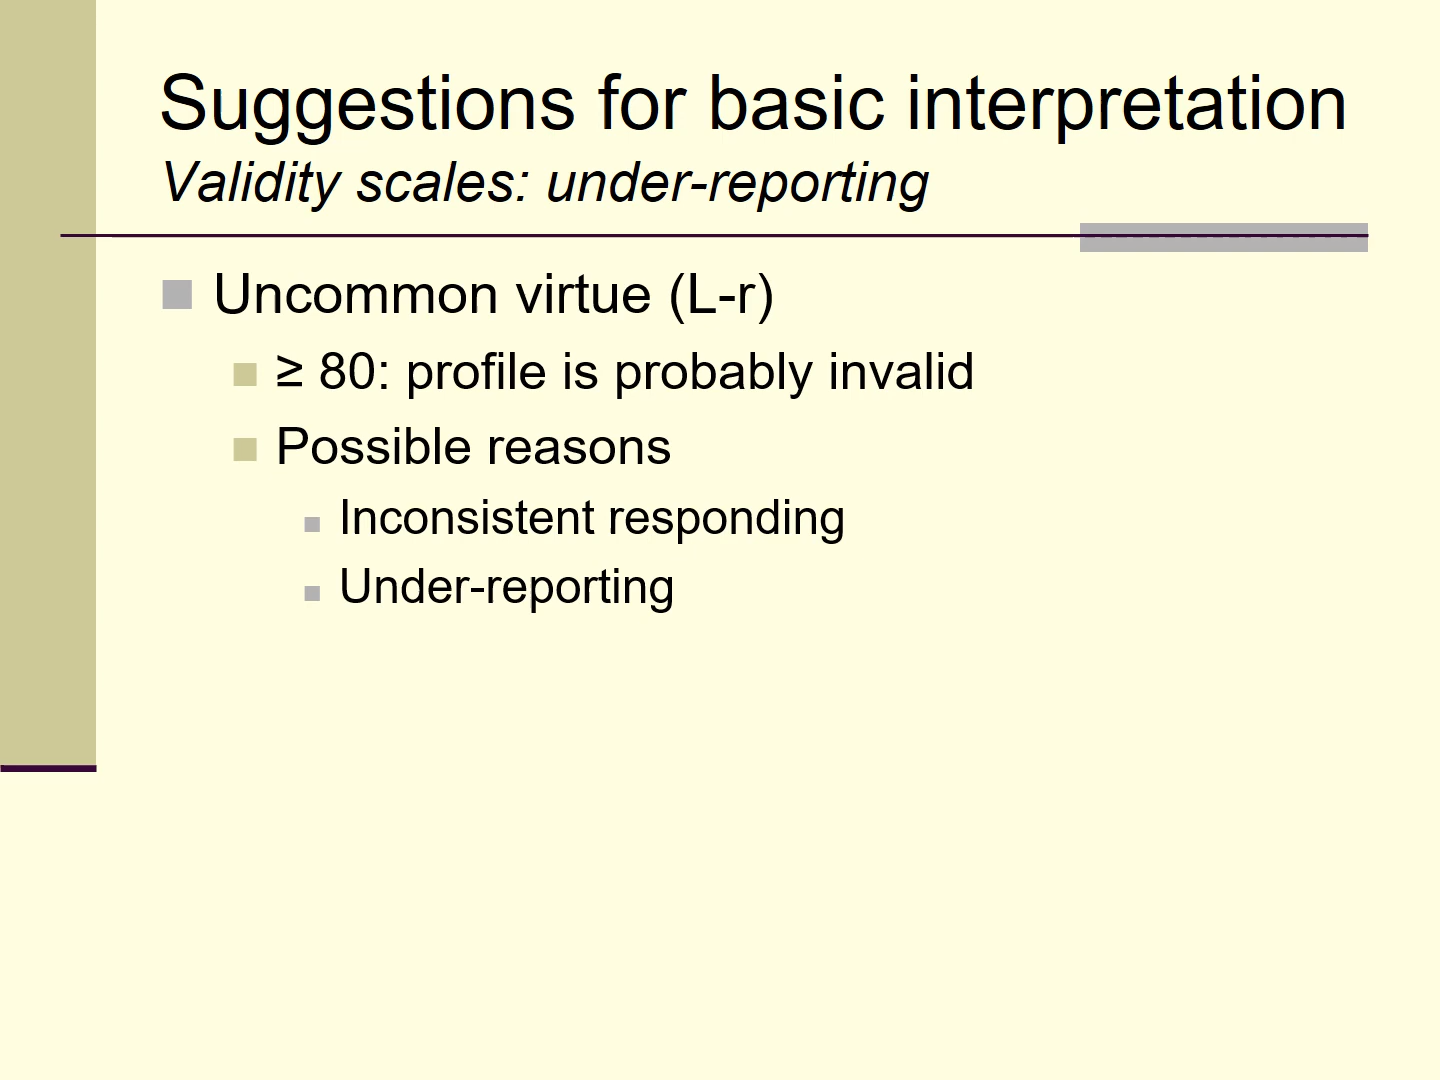 Suggestions for basic interpretation
Validity scales: under-reporting
Uncommon virtue (L-r)
≥ 80: profile is probably invalid
Possible reasons
Inconsistent responding
Under-reporting